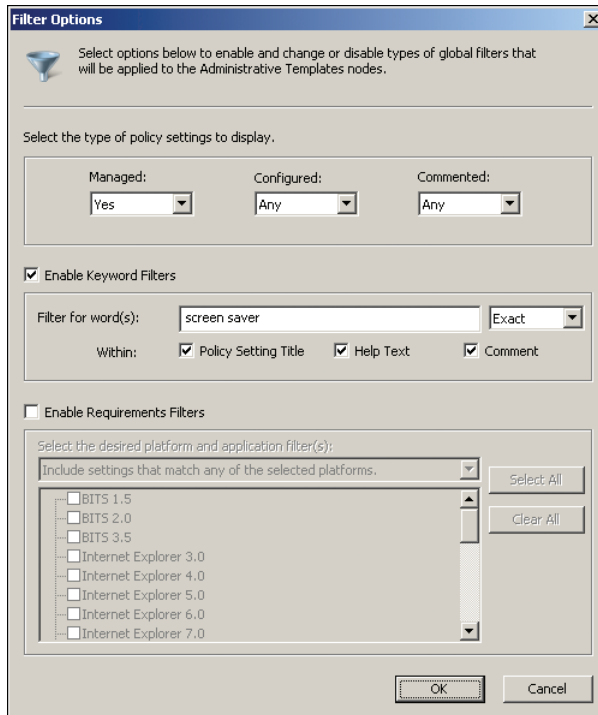 Filter Options
Select options below to enable and change or disable types of global filters that
will be applied to the Administrative Templates nodes.
Select the type of policy settings to display.
Managed: Configured: Commented:
Yes Any Any
Enable Keyword Filters
Filter for word(s): screen saver Exact
Within: Policy Setting Title Help Text Comment
Enable Requirements Filters
Select the desired platform and application filter(s):
Include settings that match any of the selected platforms. Select All
BITS 1.5
BITS 2.0 Clear All
BITS 3.5
Internet Explorer 3.0
Internet Explorer 4.0
Internet Explorer 5.0
Internet Explorer 6.0
Internet Explorer 7.0
OK Cancel